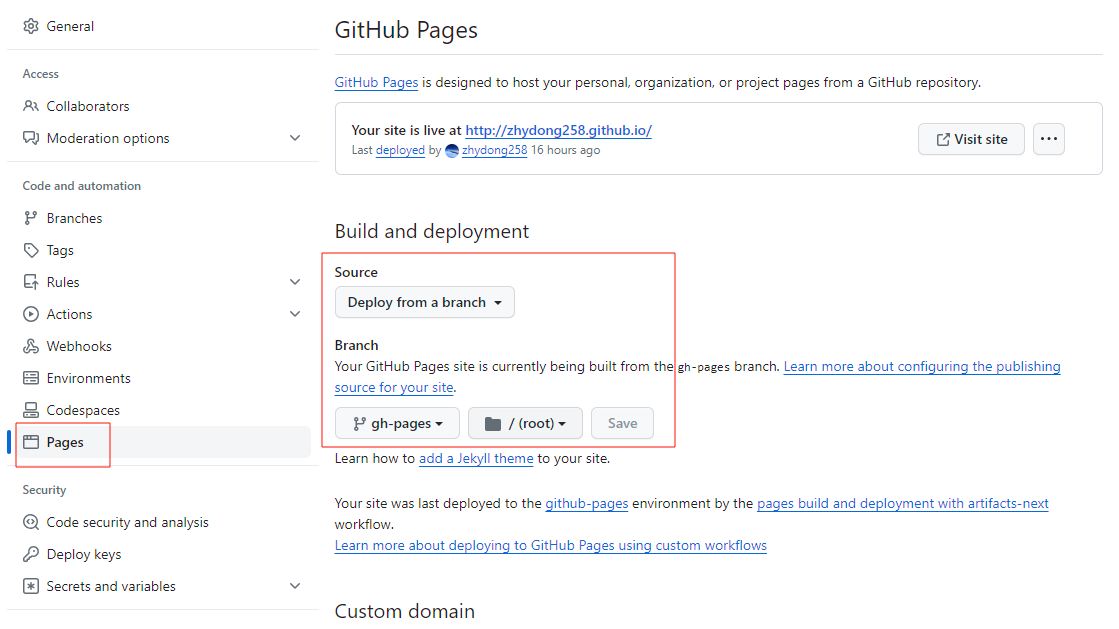 General
Access
Collaborators
Moderation options
Code and automation
Branches
Tags
Rules
Actions
Webhooks
Environments
Codespaces
Pages
Security
Code security and analysis
Deploy keys
Secrets and variables
GitHub Pages
GitHub Pages is designed to host your personal, organization, or project pages from a GitHub repository.
Your site is live at http://zhydong258.github.io/
Last deployed by zhydong258 16 hours ago
Visit site
Build and deployment
Source
Deploy from a branch
Branch
Your GitHub Pages site is currently being built from the gh-pages branch. Learn more about configuring the publishing
source for your site.
gh-pages / (root) Save
Learn how to add a Jekyll theme to your site.
Your site was last deployed to the github-pages environment by the pages build and deployment with artifacts-next
workflow.
Learn more about deploying to GitHub Pages using custom workflows
Custom domain